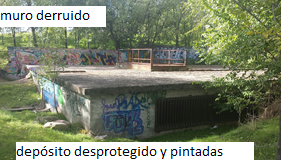 muro derruido
depósito desprotegido y pintadas